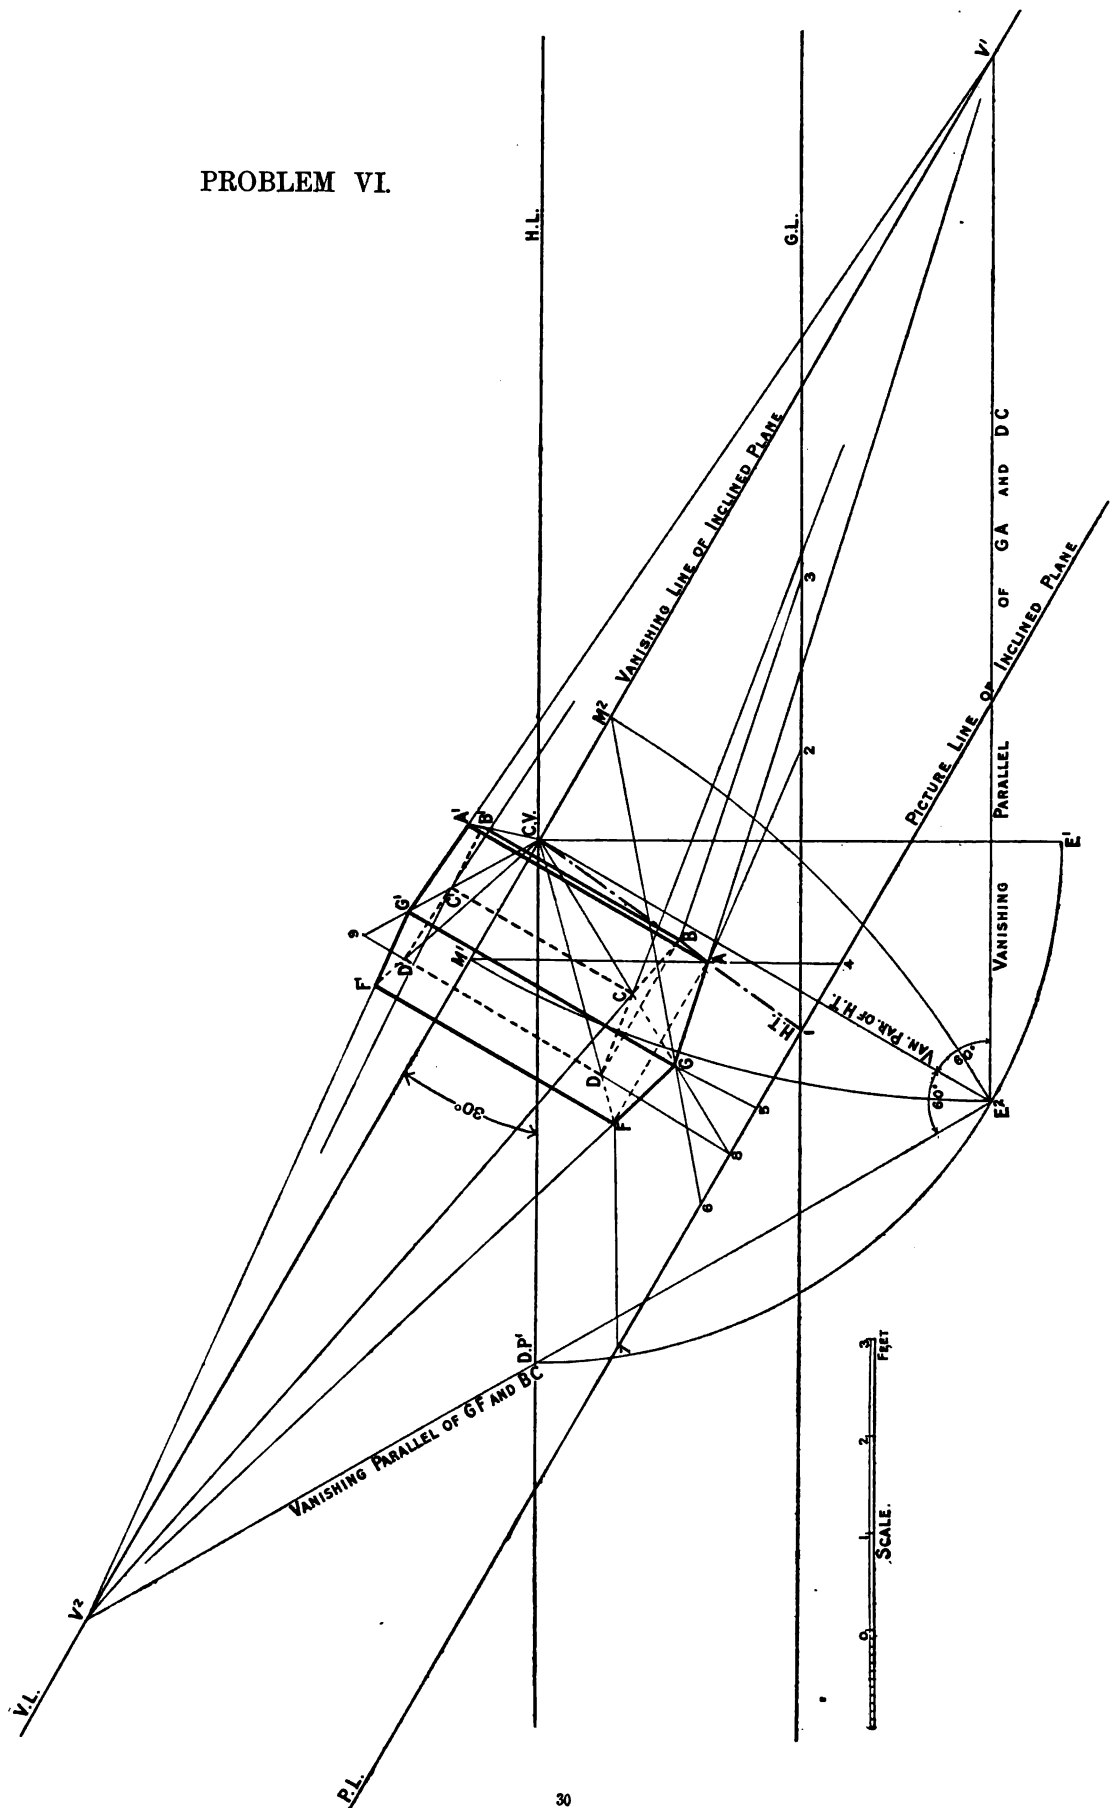 PROBLEM VI.
V¹
H.L.
G.L.
VANISHING LINE OF INCLINED PLANE
3
VANISHING PARALLEL OF GA AND DC
PICTURE LINE OF INCLINED PLANE
M²
2
A'
B'
C.V.
E'
G'
C'
9
D'
M'
F'
B
A
C
4
H.T.
VAN. PAR. OF H.T.
1
D
G
30°
60°
60°
F
5
E²
8
6
D.P'
7
VANISHING PARALLEL OF GF AND BC
0 1 2 3
FEET
SCALE.
V²
V.L.
P.L.
30